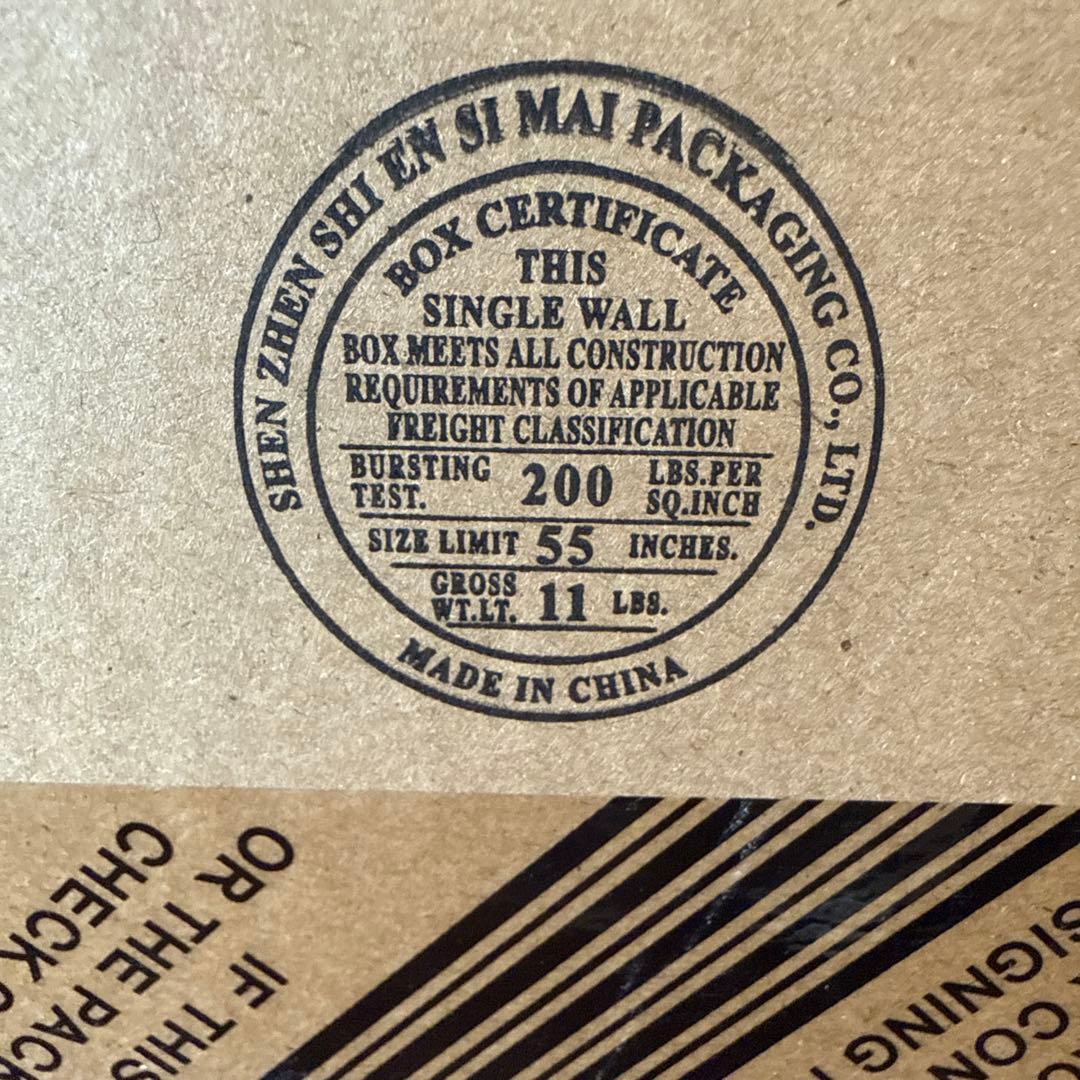 SHEN ZHEN SHI EN SI MAI PACKAGING CO., LTD.
BOX CERTIFICATE
THIS
SINGLE WALL
BOX MEETS ALL CONSTRUCTION
REQUIREMENTS OF APPLICABLE
FREIGHT CLASSIFICATION
BURSTING TEST. 200 LBS.PER SQ.INCH
SIZE LIMIT 55 INCHES.
GROSS WT.LT. 11 LBS.
MADE IN CHINA
IF THIS
OR THE PACK
CHECK
SIGNING
CON